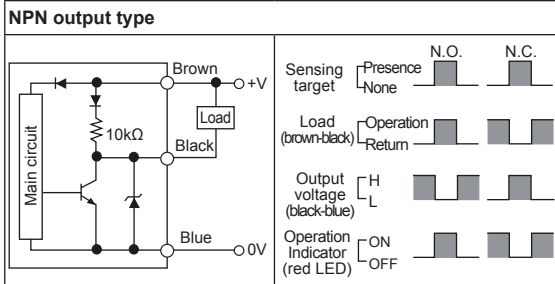 NPN output type
Main circuit
10kΩ
Brown
+V
Load
Black
Blue
0V
N.O. N.C.
Sensing target
Presence
None
Load
(brown-black)
Operation
Return
Output voltage
(black-blue)
H
L
Operation Indicator
(red LED)
ON
OFF